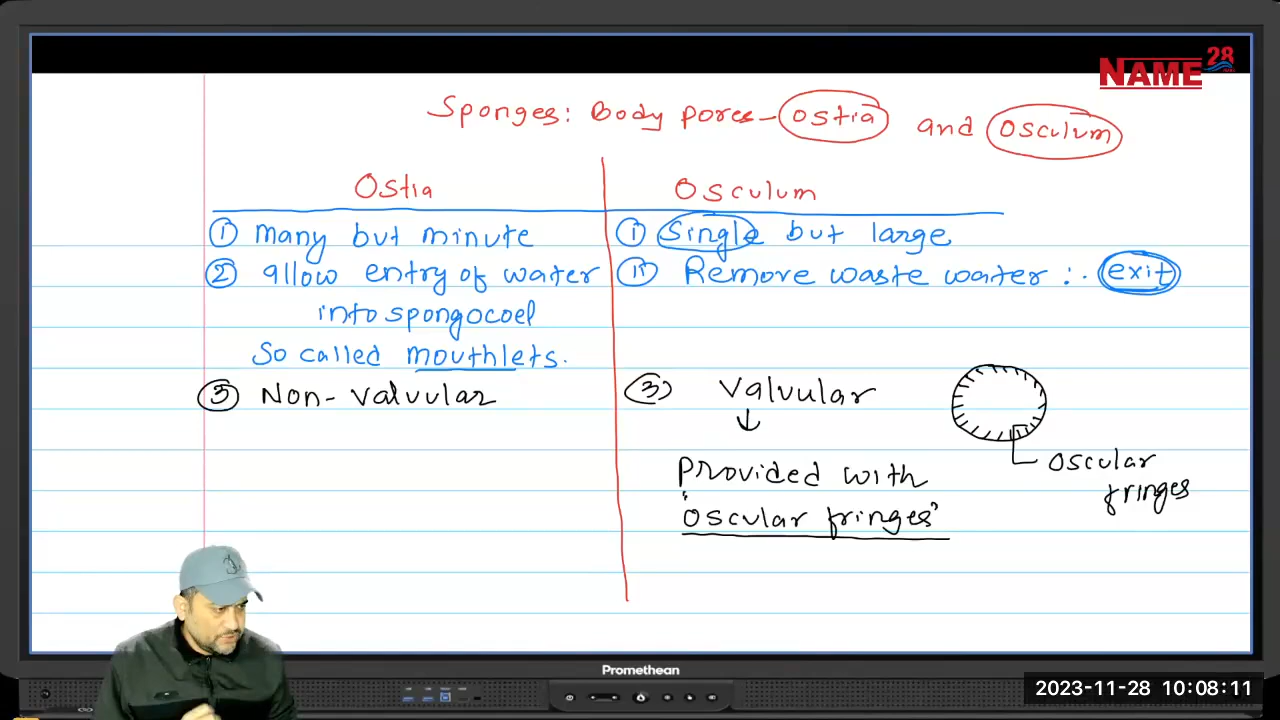 NAME 28
Sponges: Body pores - ostia and osculum
Ostia
Osculum
① many but minute
② allow entry of water
into spongocoel
So called mouthlets.
③ Non-valvular
① Single but large
② Remove waste water ∴ exit
③ valvular
↓
Provided with
"oscular fringes"
oscular
fringes
Promethean
2023-11-28 10:08:11